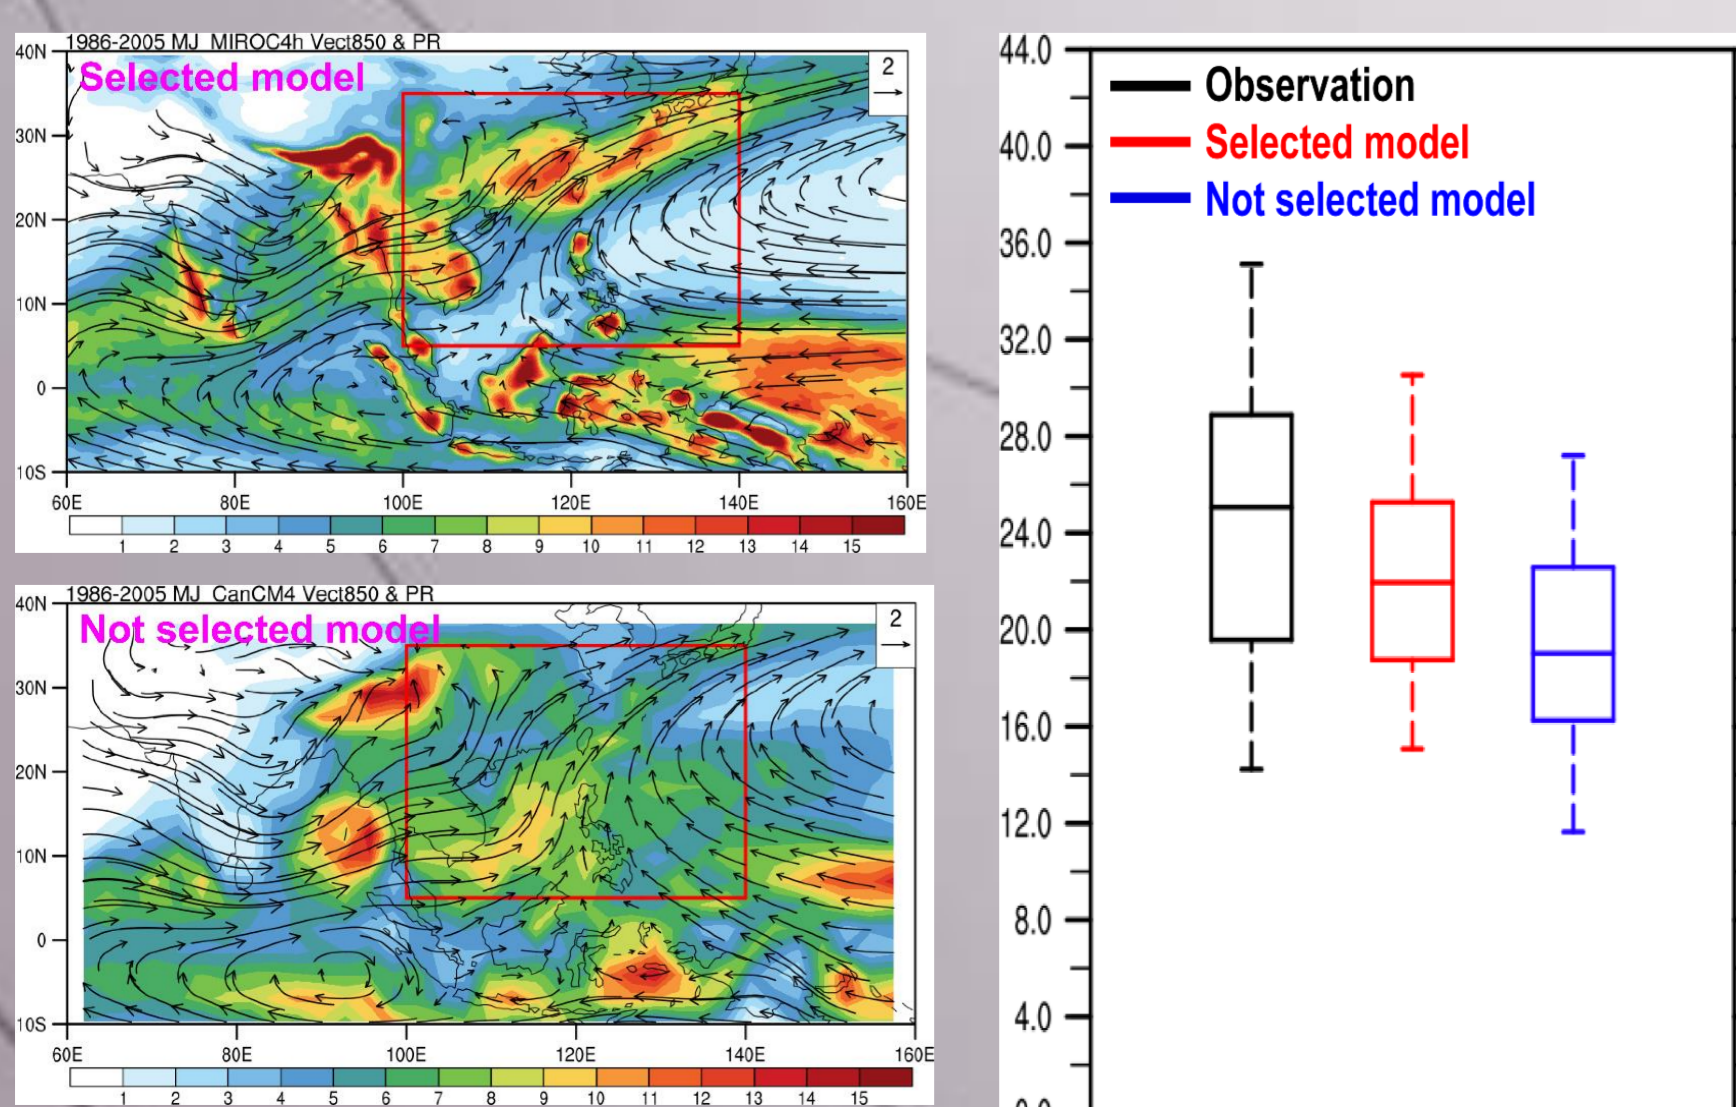 1986-2005 MJ MIROC4h Vect850 & PR
Selected model
2
40N
30N
20N
10N
0
10S
60E 80E 100E 120E 140E 160E
1 2 3 4 5 6 7 8 9 10 11 12 13 14 15
1986-2005 MJ CanCM4 Vect850 & PR
Not selected model
2
40N
30N
20N
10N
0
10S
60E 80E 100E 120E 140E 160E
1 2 3 4 5 6 7 8 9 10 11 12 13 14 15
Observation
Selected model
Not selected model
44.0
40.0
36.0
32.0
28.0
24.0
20.0
16.0
12.0
8.0
4.0